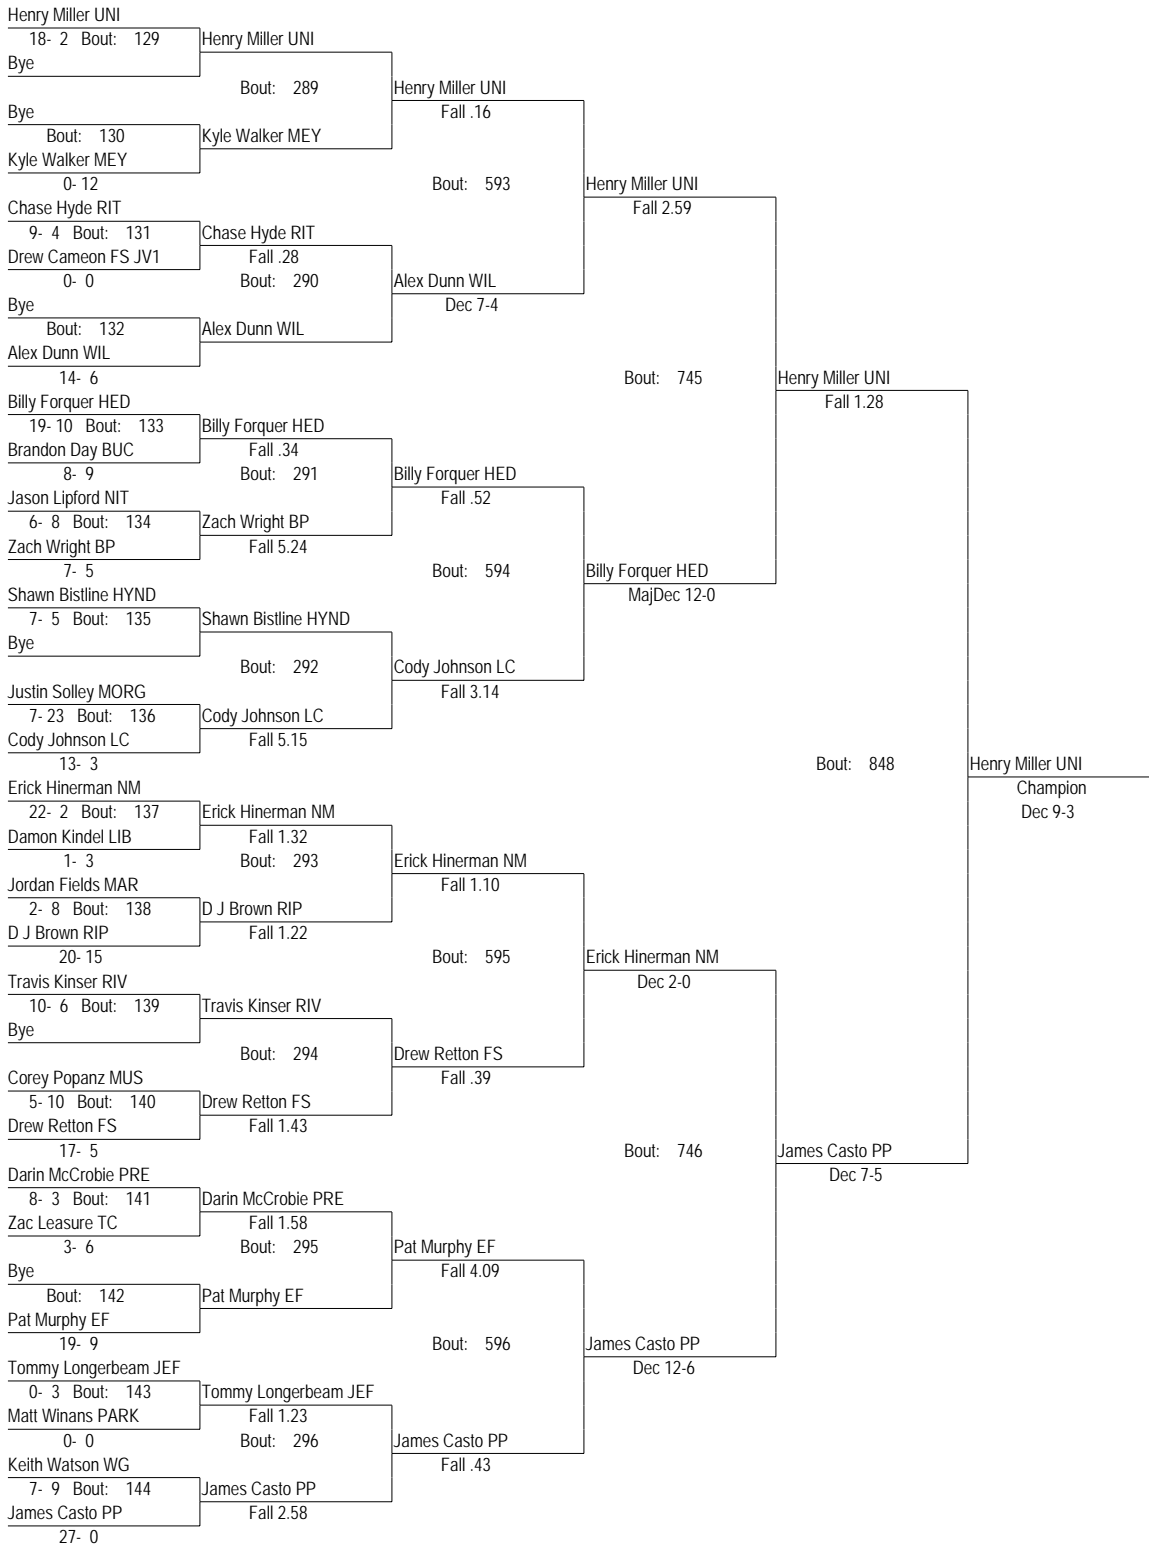 Henry Miller UNI
18- 2 Bout: 129 Henry Miller UNI
Bye
Bout: 289 Henry Miller UNI
Bye Fall .16
Bout: 130 Kyle Walker MEY
Kyle Walker MEY
0- 12 Bout: 593 Henry Miller UNI
Chase Hyde RIT Fall 2.59
9- 4 Bout: 131 Chase Hyde RIT
Drew Cameon FS JV1 Fall .28
0- 0 Bout: 290 Alex Dunn WIL
Bye Dec 7-4
Bout: 132 Alex Dunn WIL
Alex Dunn WIL
14- 6 Bout: 745 Henry Miller UNI
Billy Forquer HED Fall 1.28
19- 10 Bout: 133 Billy Forquer HED
Brandon Day BUC Fall .34
8- 9 Bout: 291 Billy Forquer HED
Jason Lipford NIT Fall .52
6- 8 Bout: 134 Zach Wright BP
Zach Wright BP Fall 5.24
7- 5 Bout: 594 Billy Forquer HED
Shawn Bistline HYND MajDec 12-0
7- 5 Bout: 135 Shawn Bistline HYND
Bye
Bout: 292 Cody Johnson LC
Justin Solley MORG Fall 3.14
7- 23 Bout: 136 Cody Johnson LC
Cody Johnson LC Fall 5.15
13- 3 Bout: 848 Henry Miller UNI
Erick Hinerman NM Champion
22- 2 Bout: 137 Erick Hinerman NM Dec 9-3
Damon Kindel LIB Fall 1.32
1- 3 Bout: 293 Erick Hinerman NM
Jordan Fields MAR Fall 1.10
2- 8 Bout: 138 D J Brown RIP
D J Brown RIP Fall 1.22
20- 15 Bout: 595 Erick Hinerman NM
Travis Kinser RIV Dec 2-0
10- 6 Bout: 139 Travis Kinser RIV
Bye
Bout: 294 Drew Retton FS
Corey Popanz MUS Fall .39
5- 10 Bout: 140 Drew Retton FS
Drew Retton FS Fall 1.43
17- 5 Bout: 746 James Casto PP
Darin McCrobie PRE Dec 7-5
8- 3 Bout: 141 Darin McCrobie PRE
Zac Leasure TC Fall 1.58
3- 6 Bout: 295 Pat Murphy EF
Bye Fall 4.09
Bout: 142 Pat Murphy EF
Pat Murphy EF
19- 9 Bout: 596 James Casto PP
Tommy Longerbeam JEF Dec 12-6
0- 3 Bout: 143 Tommy Longerbeam JEF
Matt Winans PARK Fall 1.23
0- 0 Bout: 296 James Casto PP
Keith Watson WG Fall .43
7- 9 Bout: 144 James Casto PP
James Casto PP Fall 2.58
27- 0